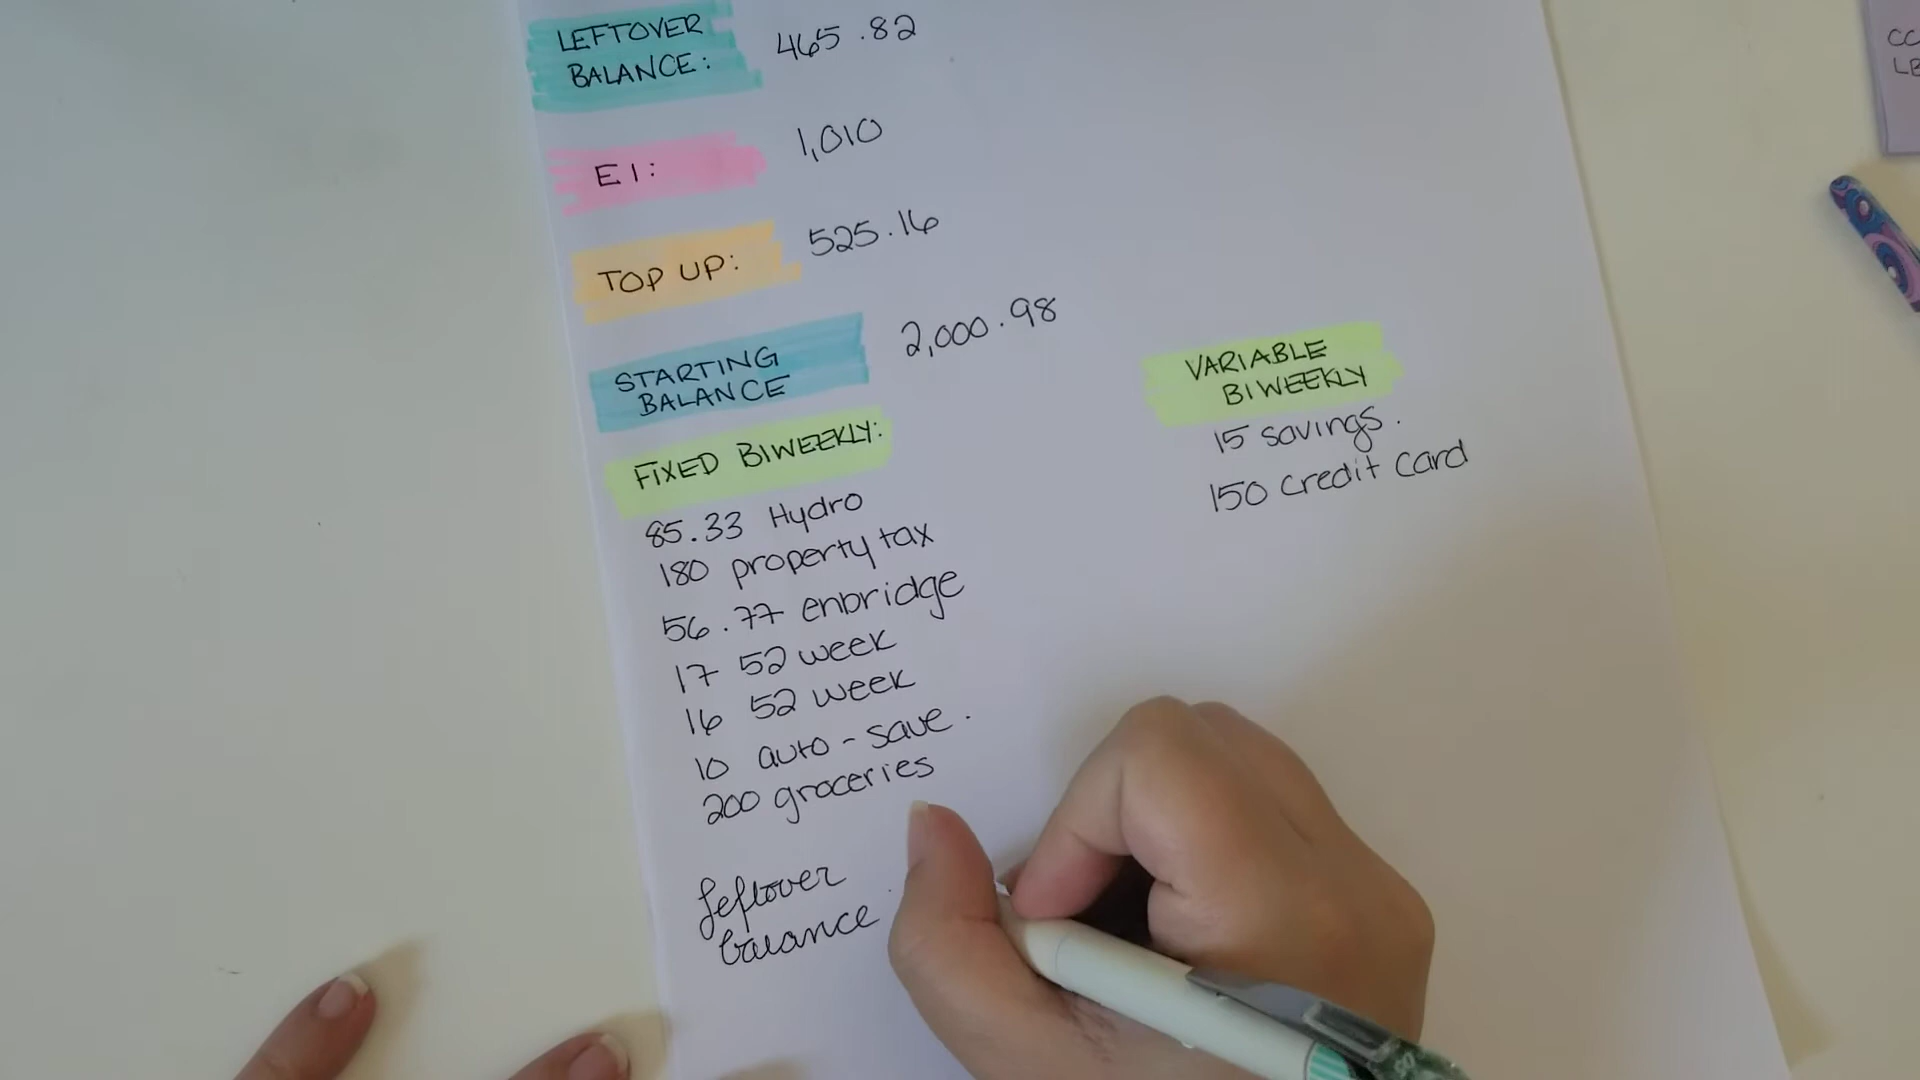 LEFTOVER
BALANCE:
465.82
EI:
1,010
TOP UP:
525.16
STARTING
BALANCE
2,000.98
FIXED BIWEEKLY:
85.33 Hydro
180 property tax
56.77 enbridge
17 52 week
16 52 week
10 auto-save.
200 groceries
leftover
balance
VARIABLE
BIWEEKLY
15 savings.
150 credit card
CC